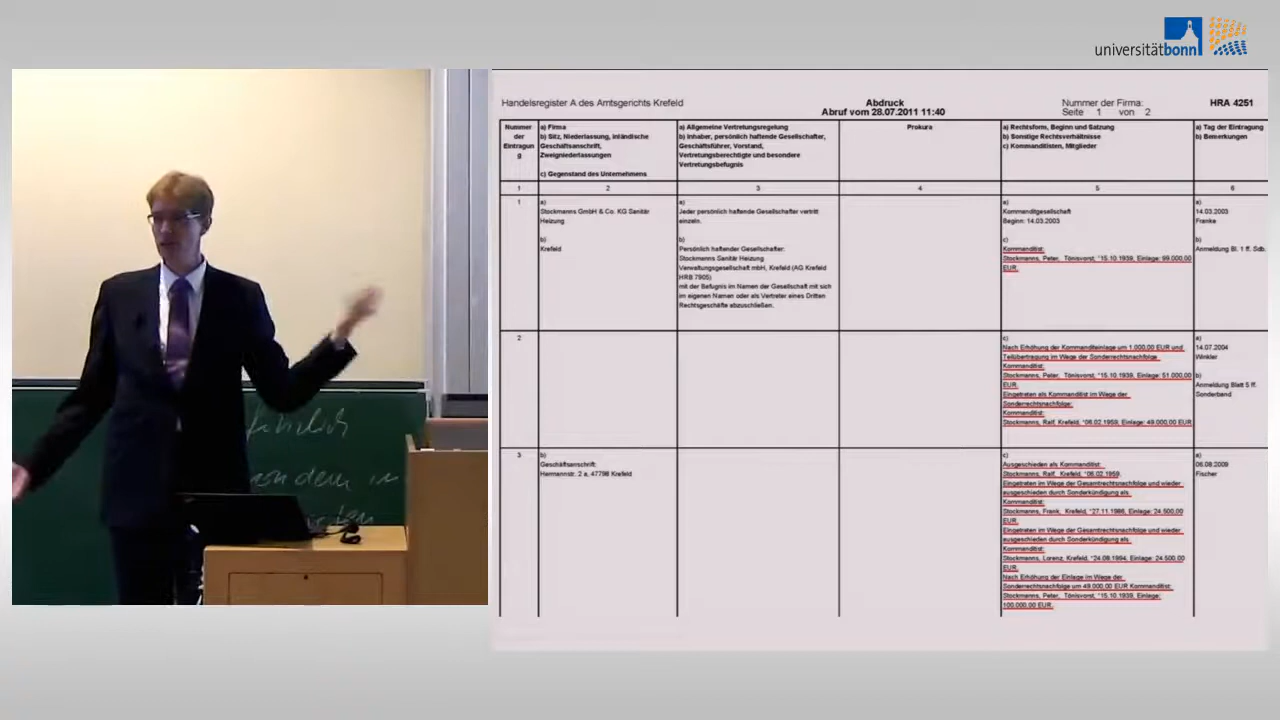 universitätbonn
Handelsregister A des Amtsgerichts Krefeld
Abdruck
Abruf vom 28.07.2011 11:40
Nummer der Firma:
Seite 1 von 2
HRA 4251
Nummer
der
Eintragun
g
a) Firma
b) Sitz, Niederlassung, inländische
Geschäftsanschrift,
Zweigniederlassungen
c) Gegenstand des Unternehmens
a) Allgemeine Vertretungsregelung
b) Inhaber, persönlich haftende Gesellschafter,
Geschäftsführer, Vorstand,
Vertretungsberechtigte und besondere
Vertretungsbefugnis
Prokura
a) Rechtsform, Beginn und Satzung
b) Sonstige Rechtsverhältnisse
c) Kommanditisten, Mitglieder
a) Tag der Eintragung
b) Bemerkungen
1 2 3 4 5 6
1
a)
Stockmanns GmbH & Co. KG Sanitär
Heizung
b)
Krefeld
a)
Jeder persönlich haftende Gesellschafter vertritt
einzeln.
b)
Persönlich haftender Gesellschafter:
Stockmanns Sanitär Heizung
Verwaltungsgesellschaft mbH, Krefeld (AG Krefeld
HRB 7905)
mit der Befugnis im Namen der Gesellschaft mit sich
im eigenen Namen oder als Vertreter eines Dritten
Rechtsgeschäfte abzuschließen.
a)
Kommanditgesellschaft
Beginn: 14.03.2003
c)
Kommanditist:
Stockmanns, Peter, Tönisvorst, *15.10.1939, Einlage: 99.000,00
EUR.
a)
14.03.2003
Franke
b)
Anmeldung Bl. 1 ff. Sdb.
2
c)
Nach Erhöhung der Kommanditeinlage um 1.000,00 EUR und
Teilübertragung im Wege der Sonderrechtsnachfolge
Kommanditist:
Stockmanns, Peter, Tönisvorst, *15.10.1939, Einlage: 51.000,00
EUR.
Eingetreten als Kommanditist im Wege der
Sonderrechtsnachfolge:
Kommanditist:
Stockmanns, Ralf, Krefeld, *06.02.1959, Einlage: 49.000,00 EUR
a)
14.07.2004
Winkler
b)
Anmeldung Blatt 5 ff.
Sonderband
3
b)
Geschäftsanschrift:
Hermannstr. 2 a, 47798 Krefeld
c)
Ausgeschieden als Kommanditist:
Stockmanns, Ralf, Krefeld, *06.02.1959.
Eingetreten im Wege der Gesamtrechtsnachfolge und wieder
ausgeschieden durch Sonderkündigung als
Kommanditist:
Stockmanns, Frank, Krefeld, *27.11.1986, Einlage: 24.500,00
EUR.
Eingetreten im Wege der Gesamtrechtsnachfolge und wieder
ausgeschieden durch Sonderkündigung als
Kommanditist:
Stockmanns, Lorenz, Krefeld, *24.08.1994, Einlage: 24.500,00
EUR.
Nach Erhöhung der Einlage im Wege der
Sonderrechtsnachfolge um 49.000,00 EUR Kommanditist:
Stockmanns, Peter, Tönisvorst, *15.10.1939, Einlage:
100.000,00 EUR.
a)
06.08.2009
Fischer